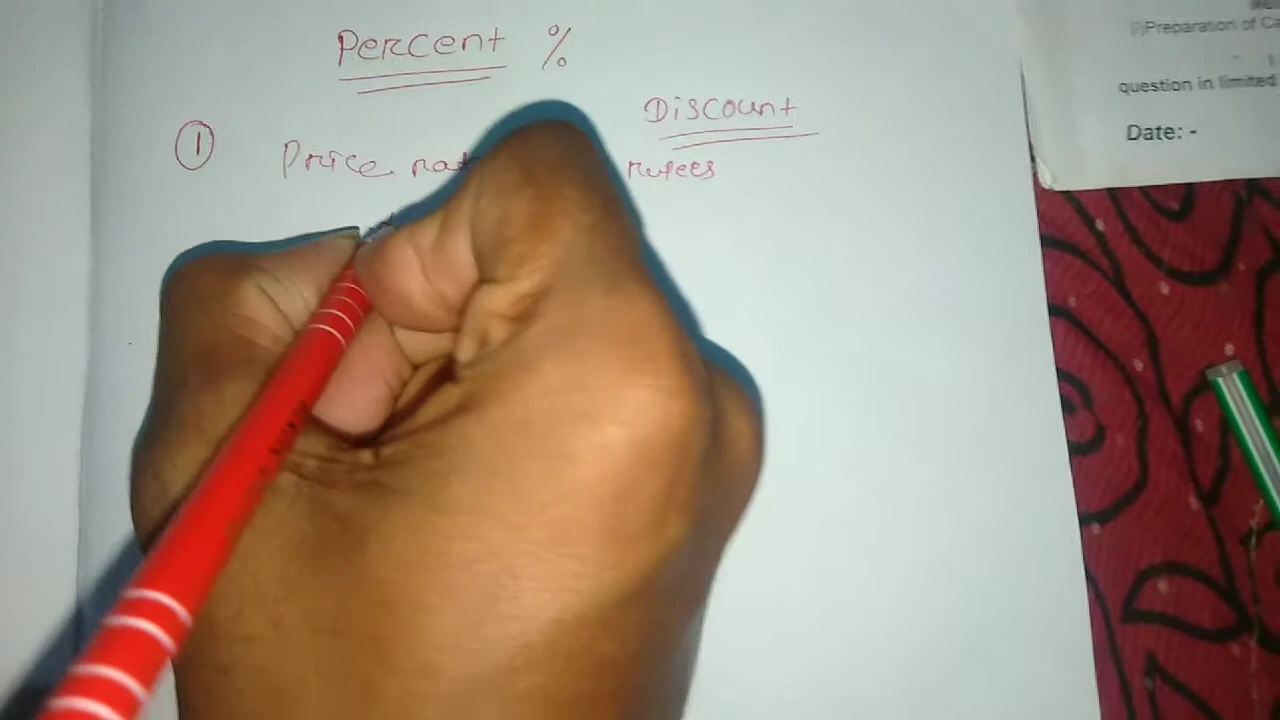 Percent %
Discount
① Price rupees
(i)Preparation of
question in limited
Date: -